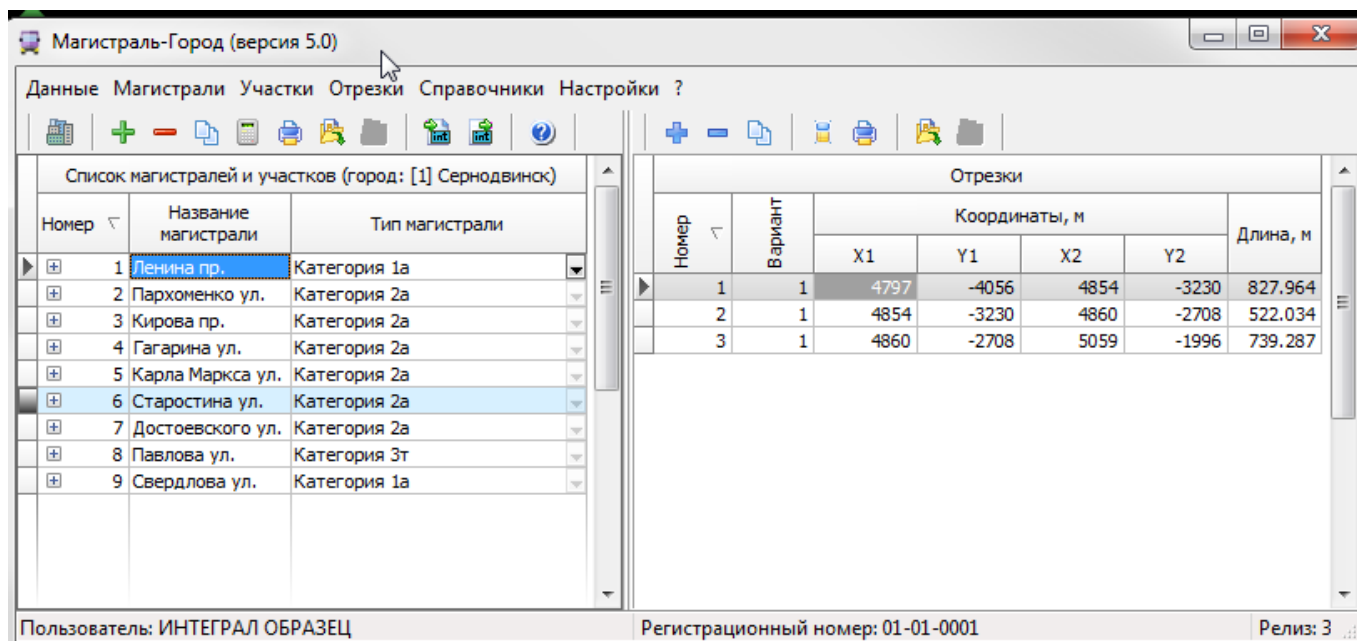 Магистраль-Город (версия 5.0)
Данные Магистрали Участки Отрезки Справочники Настройки ?
int int ?
Список магистралей и участков (город: [1] Сернодвинск)
Номер Название магистрали Тип магистрали
1 Ленина пр. Категория 1а
2 Пархоменко ул. Категория 2а
3 Кирова пр. Категория 2а
4 Гагарина ул. Категория 2а
5 Карла Маркса ул. Категория 2а
6 Старостина ул. Категория 2а
7 Достоевского ул. Категория 2а
8 Павлова ул. Категория 3т
9 Свердлова ул. Категория 1а
Отрезки
Номер Вариант Координаты, м Длина, м
X1 Y1 X2 Y2
1 1 4797 -4056 4854 -3230 827.964
2 1 4854 -3230 4860 -2708 522.034
3 1 4860 -2708 5059 -1996 739.287
Пользователь: ИНТЕГРАЛ ОБРАЗЕЦ
Регистрационный номер: 01-01-0001
Релиз: 3